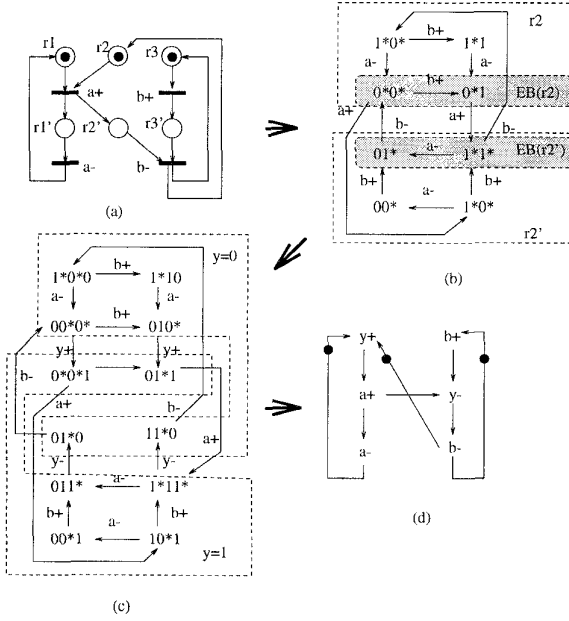 r1 r2 r3
a+ b+
r1' r2' r3'
a- b-
(a)
r2
1*0* b+ 1*1
a- a-
0*0* b+ 0*1 EB(r2)
a+ b- b-
01* a- 1*1* EB(r2')
b+ a- b+
00* 1*0*
r2'
(b)
y=0
1*0*0 b+ 1*10
a- a-
00*0* b+ 010*
y+ y+
0*0*1 01*1
b- a+ b- a+
01*0 11*0
y- y-
011* a- 1*11*
b+ a- b+
00*1 10*1
y=1
(c)
y+ b+
a+ y-
a- b-
(d)